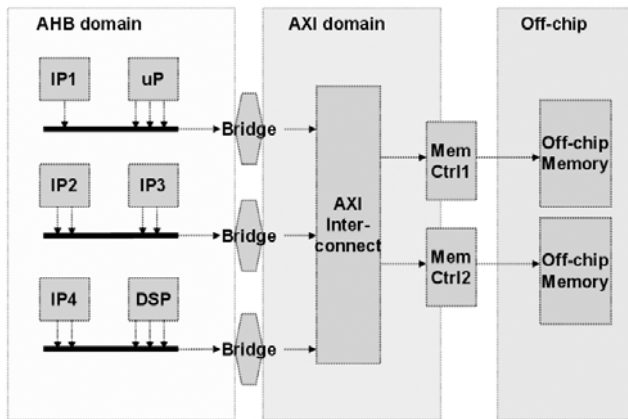 AHB domain
AXI domain
Off-chip
IP1
uP
Bridge
IP2
IP3
Bridge
IP4
DSP
Bridge
AXI
Inter-
connect
Mem
Ctrl1
Mem
Ctrl2
Off-chip
Memory
Off-chip
Memory